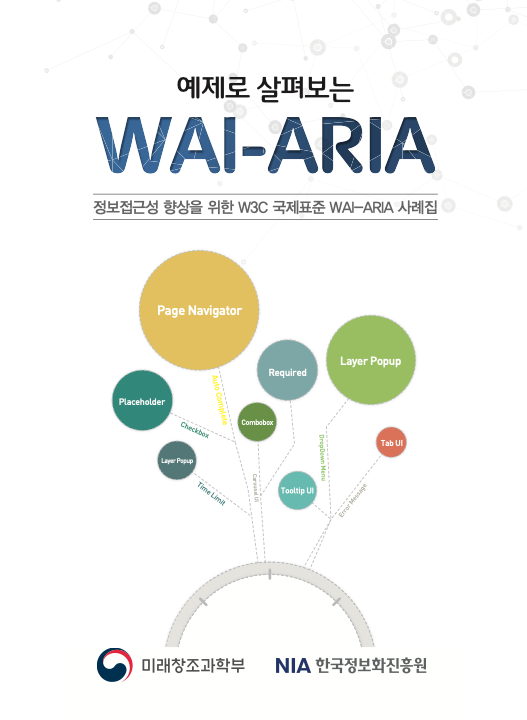 예제로 살펴보는
WAI-ARIA
정보접근성 향상을 위한 W3C 국제표준 WAI-ARIA 사례집
Page Navigator
Layer Popup
Required
Placeholder
Auto Complete
Combobox
Checkbox
Tab UI
Layer Popup
DropDown Menu
Time Limit
Carousel UI
Tooltip UI
Error Message
미래창조과학부
NIA 한국정보화진흥원